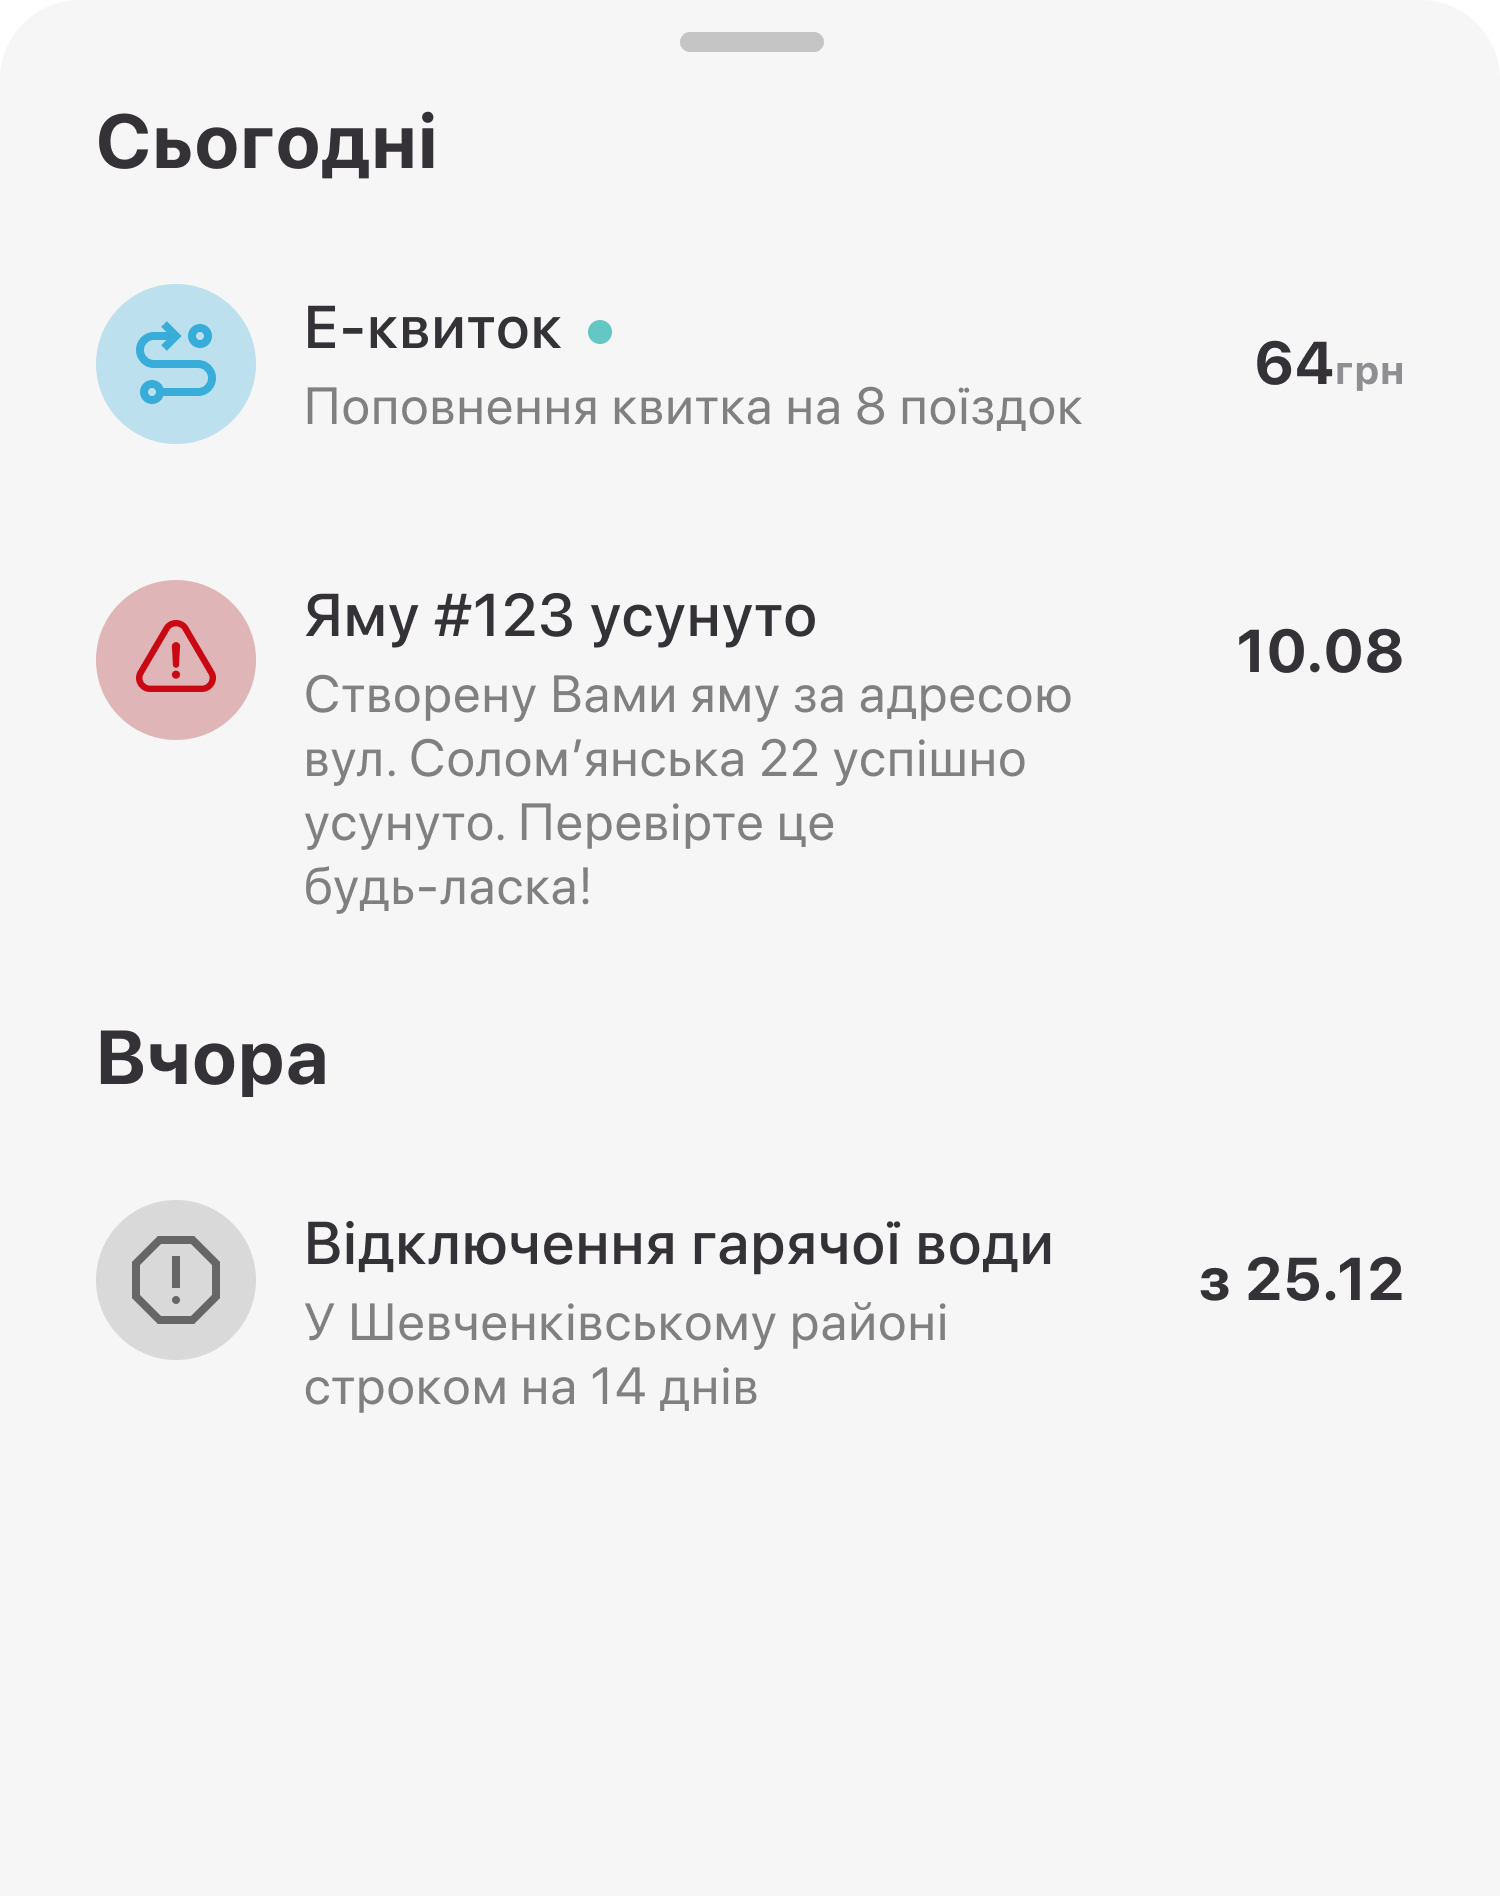 Сьогодні
Е-квиток
64грн
Поповнення квитка на 8 поїздок
Яму #123 усунуто
10.08
Створену Вами яму за адресою
вул. Солом’янська 22 успішно
усунуто. Перевірте це
будь-ласка!
Вчора
Відключення гарячої води
з 25.12
У Шевченківському районі
строком на 14 днів